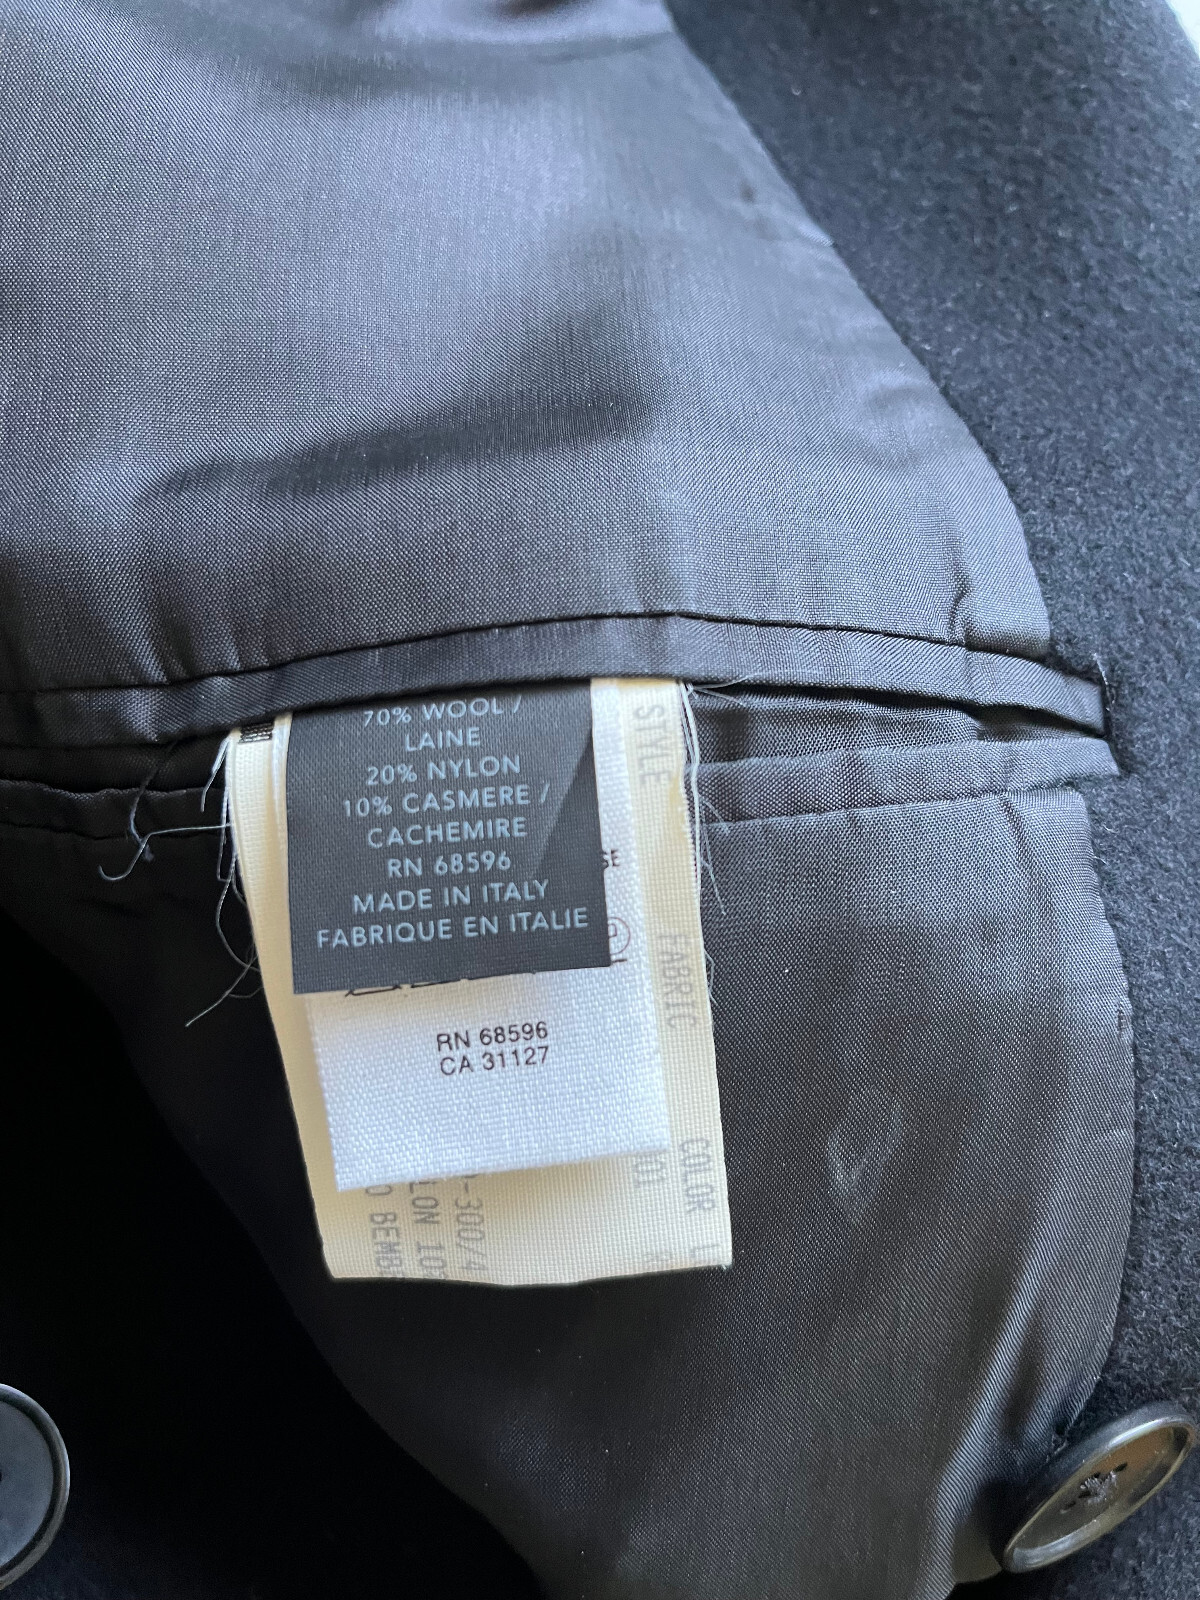 70% WOOL /
LAINE
20% NYLON
10% CASMERE /
CACHEMIRE
RN 68596
MADE IN ITALY
FABRIQUE EN ITALIE
RN 68596
CA 31127
STYLE FABRIC COLOR